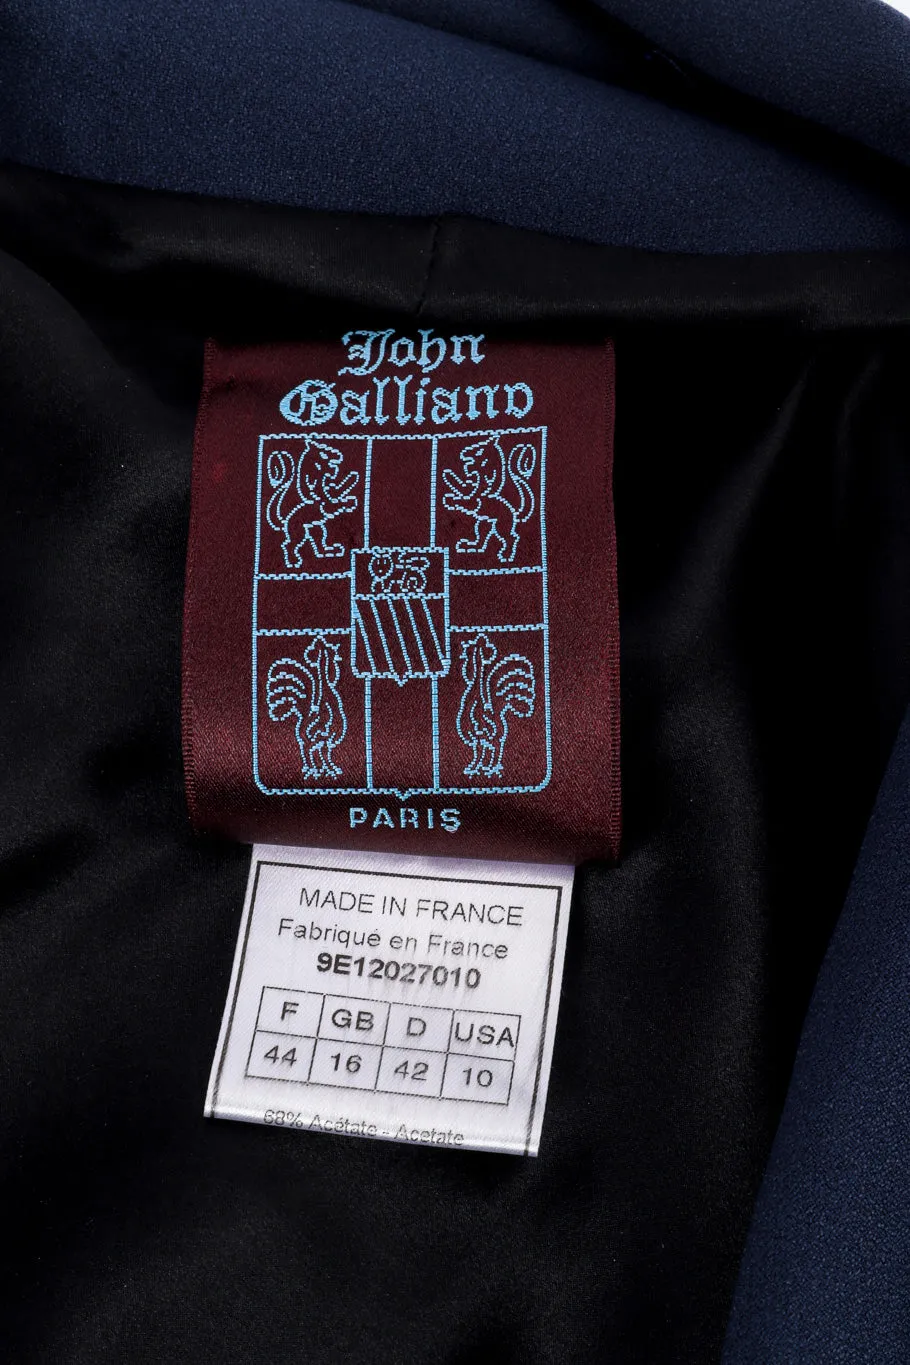 John
Galliano
PARIS
MADE IN FRANCE
Fabriqué en France
9E12027010
F GB D USA
44 16 42 10
68% Acétate - Acetate